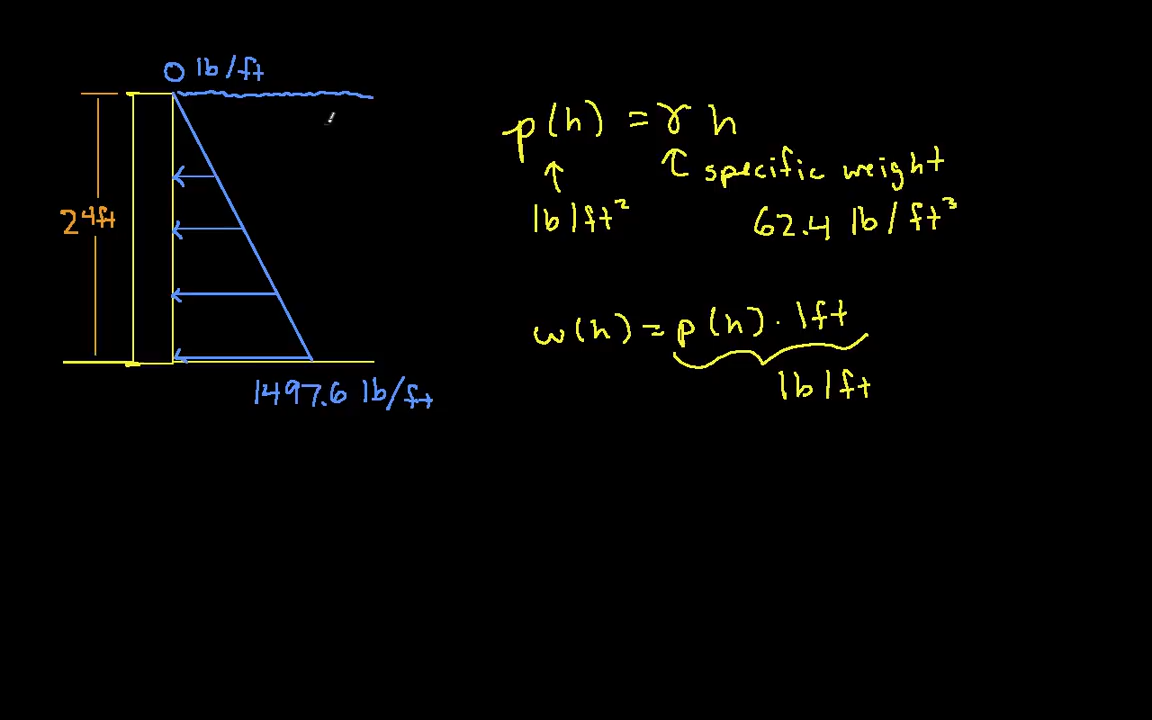 0 lb/ft
p(h) = γ h
↑ specific weight
lb/ft²
62.4 lb/ft³
24ft
w(h) = p(h) · 1ft
lb/ft
1497.6 lb/ft